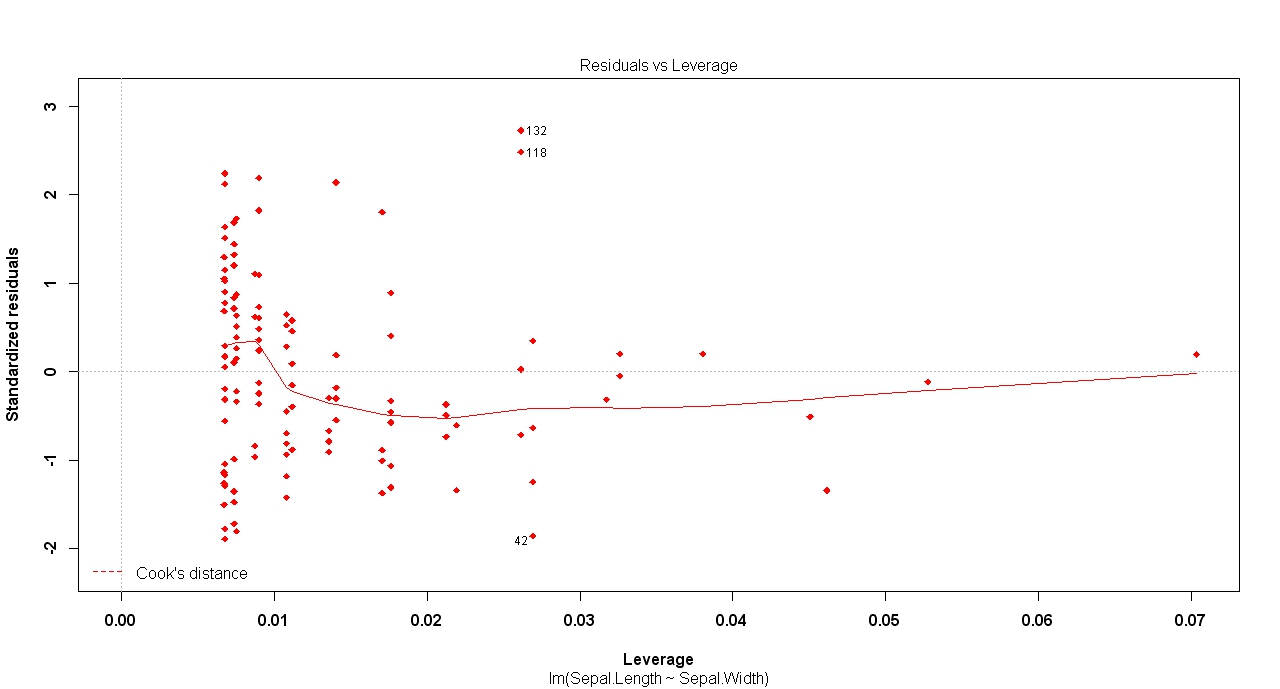 Residuals vs Leverage
Standardized residuals
3
2
1
0
-1
-2
132
118
42
Cook's distance
0.00 0.01 0.02 0.03 0.04 0.05 0.06 0.07
Leverage
lm(Sepal.Length ~ Sepal.Width)